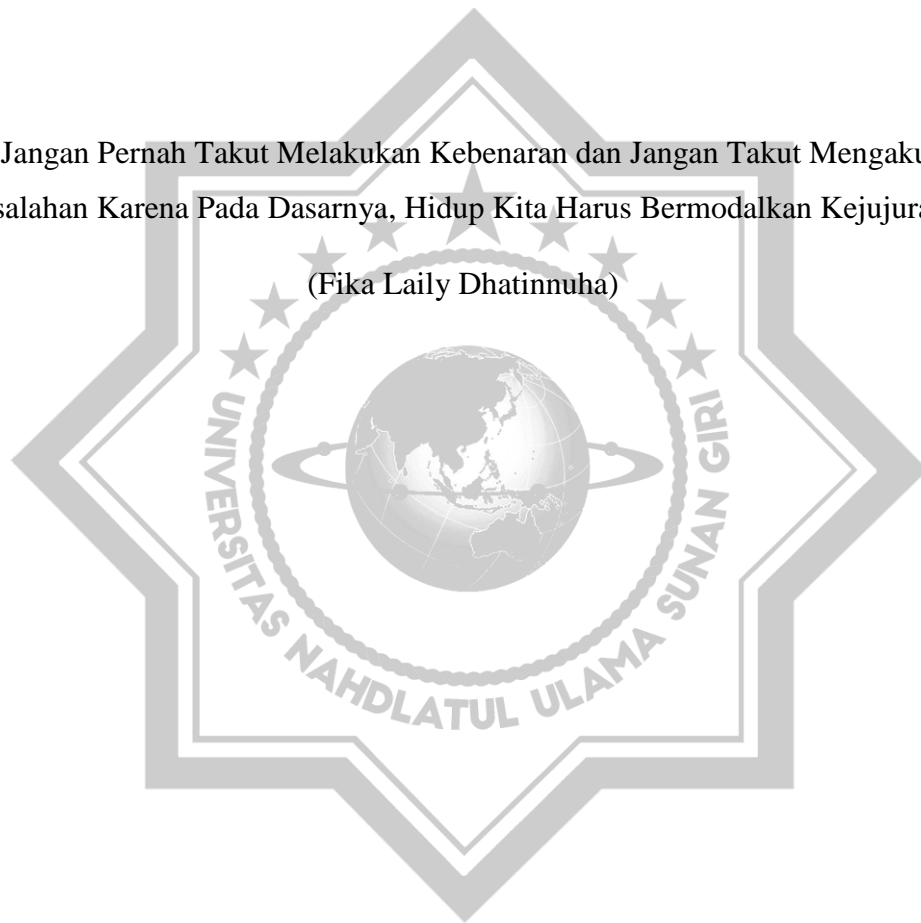 Jangan Pernah Takut Melakukan Kebenaran dan Jangan Takut Mengaku
salahan Karena Pada Dasarnya, Hidup Kita Harus Bermodalkan Kejujura
(Fika Laily Dhatinnuha)
UNIVERSITAS NAHDLATUL ULAMA SUNAN GIRI